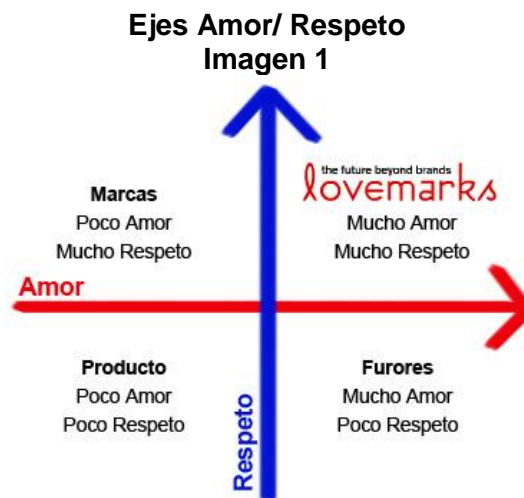 Ejes Amor/ Respeto
Imagen 1
the future beyond brands
lovemarks
Marcas
Poco Amor
Mucho Respeto
Mucho Amor
Mucho Respeto
Amor
Producto
Poco Amor
Poco Respeto
Respeto
Furores
Mucho Amor
Poco Respeto